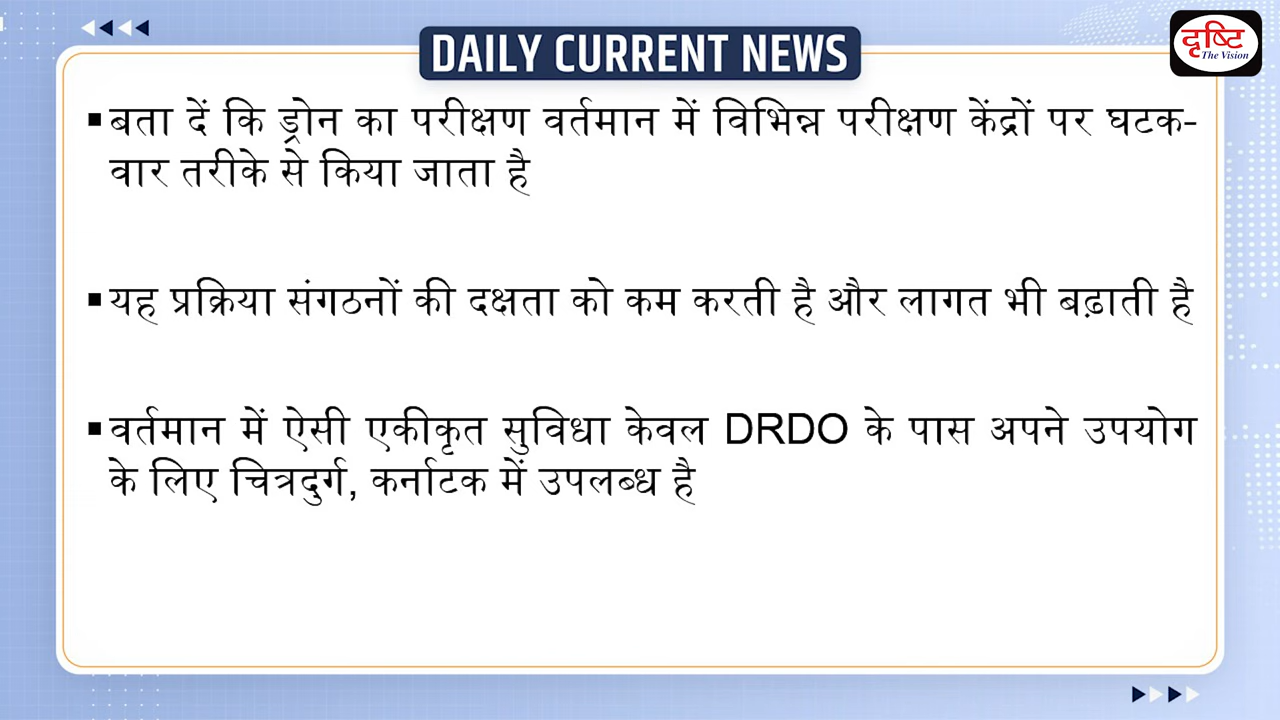 DAILY CURRENT NEWS
दृष्टि
The Vision
▪ बता दें कि ड्रोन का परीक्षण वर्तमान में विभिन्न परीक्षण केंद्रों पर घटक-
वार तरीके से किया जाता है
▪ यह प्रक्रिया संगठनों की दक्षता को कम करती है और लागत भी बढ़ाती है
▪ वर्तमान में ऐसी एकीकृत सुविधा केवल DRDO के पास अपने उपयोग
के लिए चित्रदुर्ग, कर्नाटक में उपलब्ध है